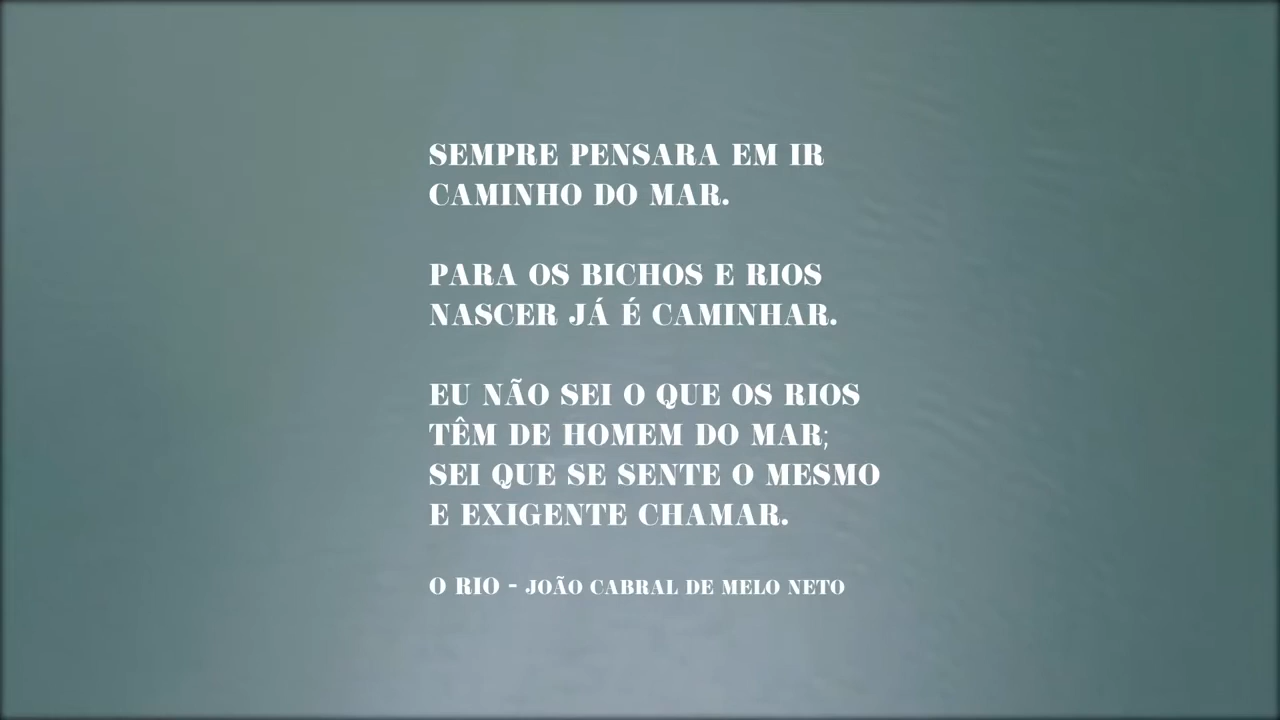 SEMPRE PENSARA EM IR
CAMINHO DO MAR.
PARA OS BICHOS E RIOS
NASCER JÁ É CAMINHAR.
EU NÃO SEI O QUE OS RIOS
TÊM DE HOMEM DO MAR;
SEI QUE SE SENTE O MESMO
E EXIGENTE CHAMAR.
O RIO - JOÃO CABRAL DE MELO NETO